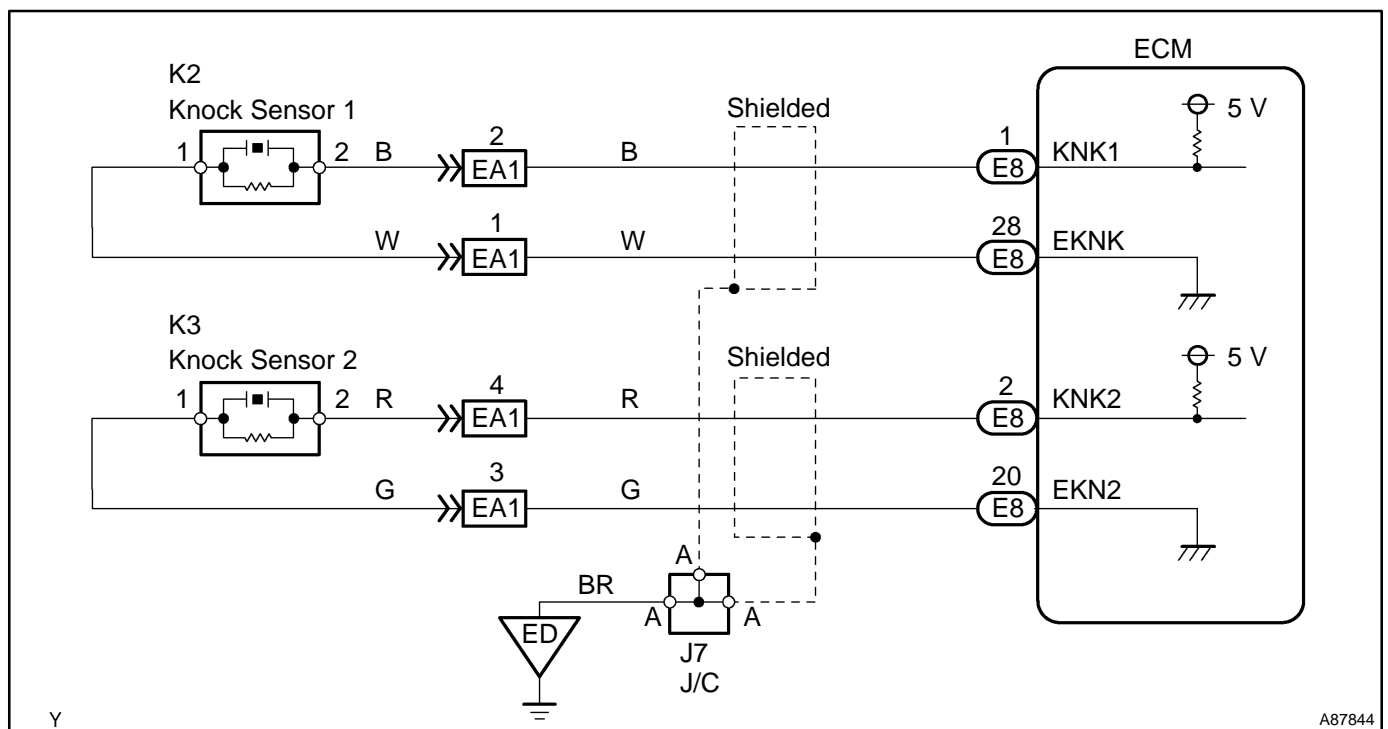 ECM
K2
Knock Sensor 1
Shielded
5 V
1 2 B 2 B 1 KNK1
EA1 E8
W 1 W 28 EKNK
EA1 E8
K3
Knock Sensor 2
Shielded
5 V
1 2 R 4 R 2 KNK2
EA1 E8
G 3 G 20 EKN2
EA1 E8
A
BR
A A
ED
J7
J/C
Y A87844